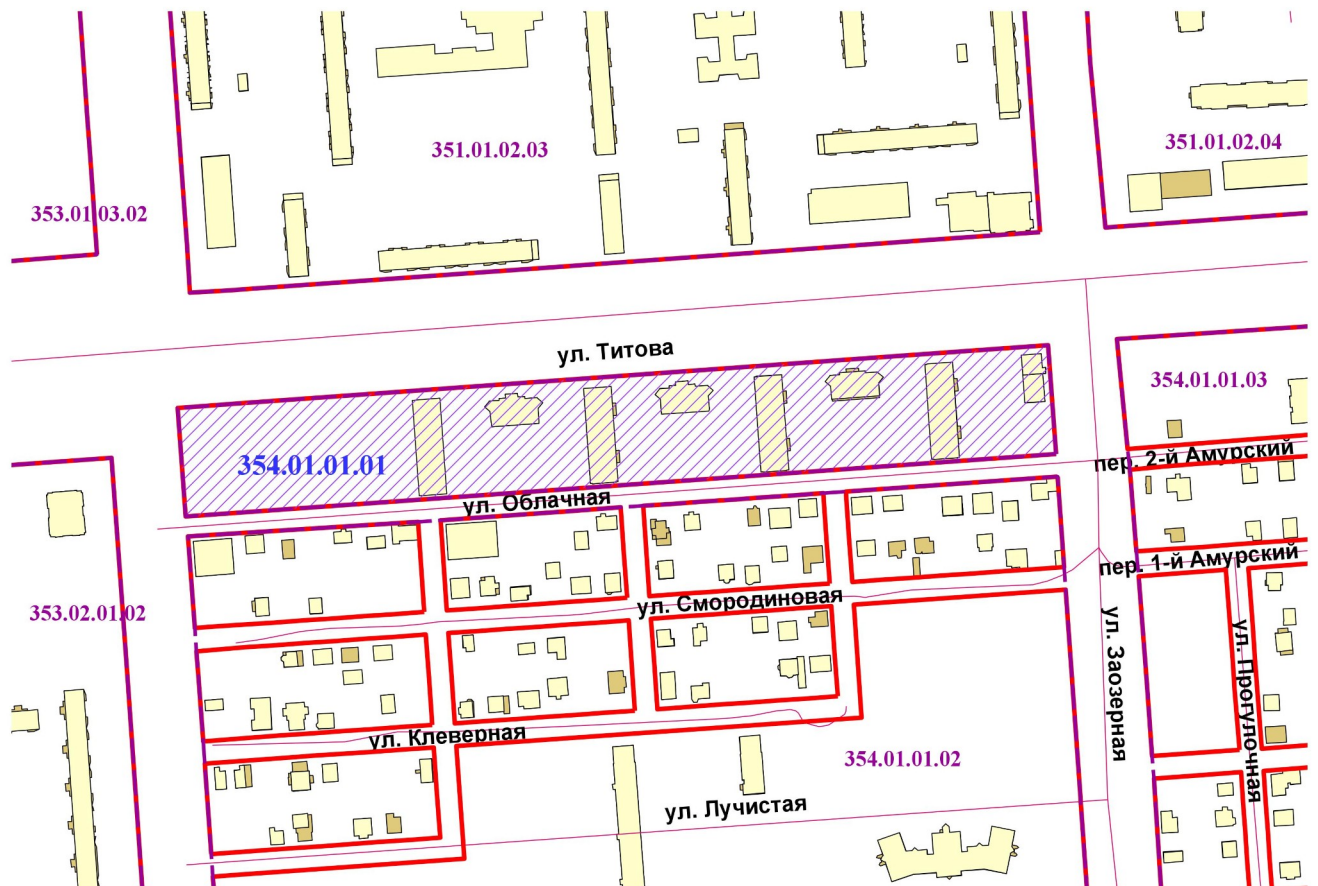 351.01.02.03
351.01.02.04
353.01.03.02
ул. Титова
354.01.01.03
354.01.01.01
пер. 2-й Амурский
ул. Облачная
пер. 1-й Амурский
ул. Смородиновая
353.02.01.02
ул. Заозерная
ул. Прогулочная
ул. Клеверная
354.01.01.02
ул. Лучистая